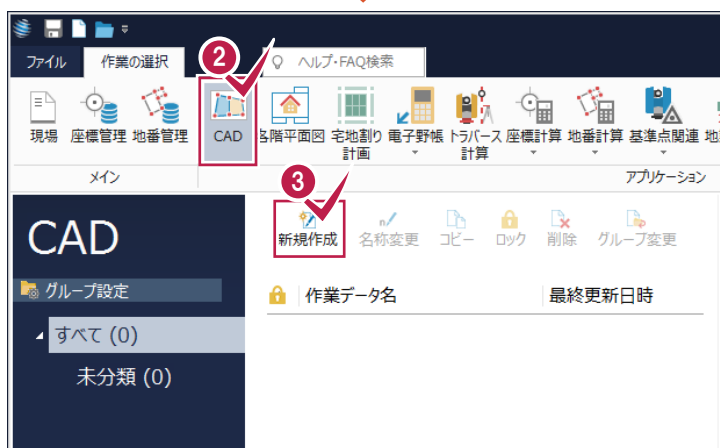 ファイル 作業の選択 2 ヘルプ・FAQ検索
現場 座標管理 地番管理 CAD 各階平面図 宅地割り 電子野帳 トラバース 座標計算 地番計算 基準点関連
計画 計算
メイン アプリケーション
3
CAD
新規作成 名称変更 コピー ロック 削除 グループ変更
グループ設定
作業データ名 最終更新日時
すべて (0)
未分類 (0)